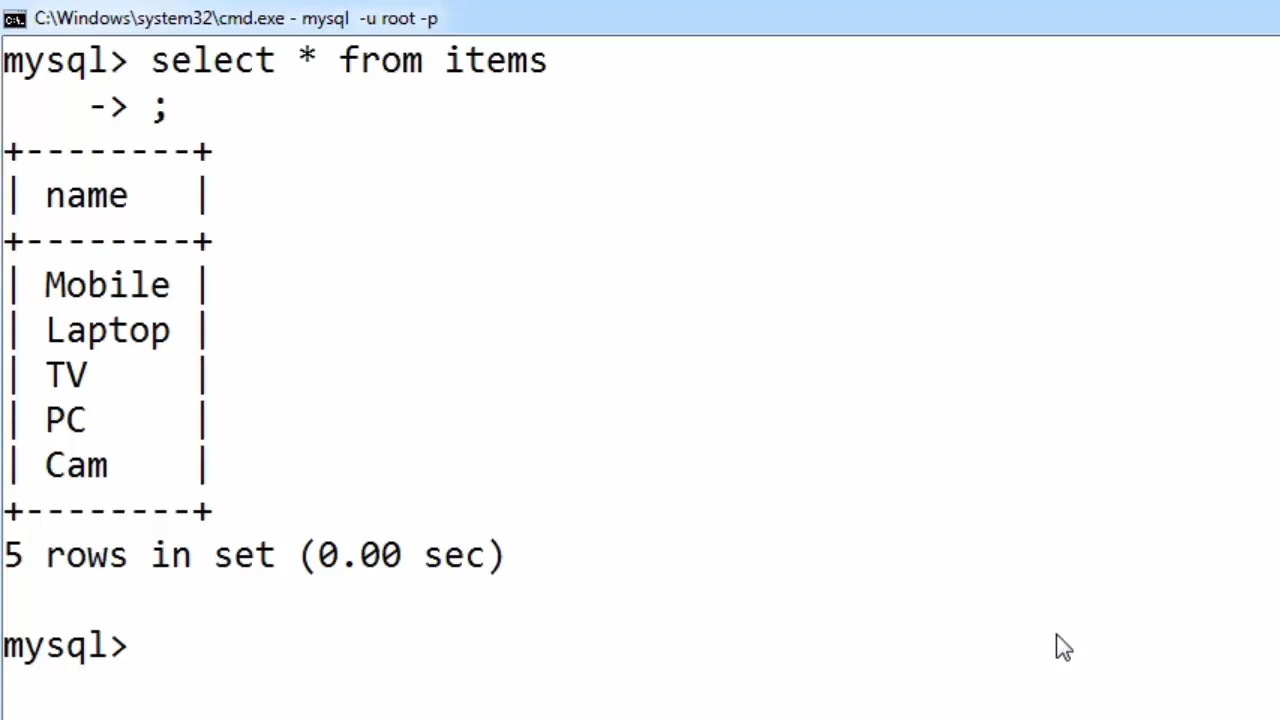 C:\Windows\system32\cmd.exe - mysql  -u root -p
mysql> select * from items
    -> ;
+--------+
| name   |
+--------+
| Mobile |
| Laptop |
| TV     |
| PC     |
| Cam    |
+--------+
5 rows in set (0.00 sec)
mysql>